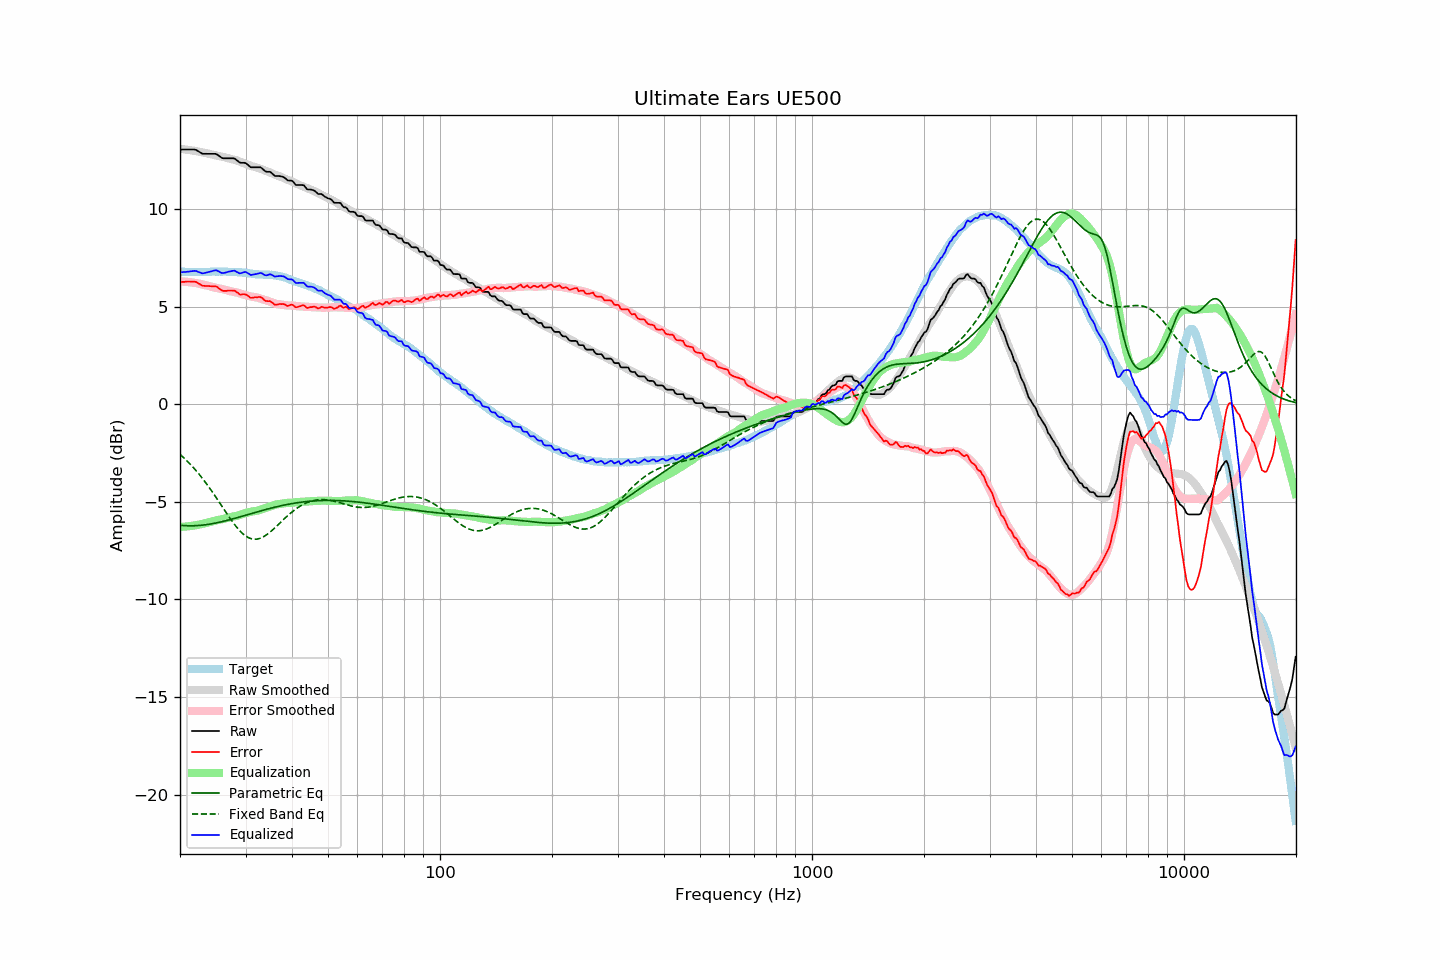 Ultimate Ears UE500
Amplitude (dBr)
10
5
0
−5
−10
−15
−20
Target
Raw Smoothed
Error Smoothed
Raw
Error
Equalization
Parametric Eq
Fixed Band Eq
Equalized
100
1000
10000
Frequency (Hz)